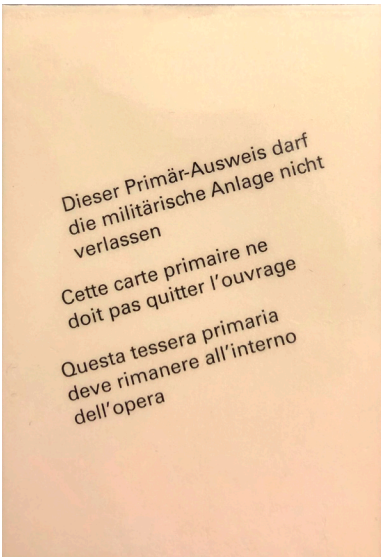 Dieser Primär-Ausweis darf
die militärische Anlage nicht
verlassen
Cette carte primaire ne
doit pas quitter l'ouvrage
Questa tessera primaria
deve rimanere all'interno
dell'opera